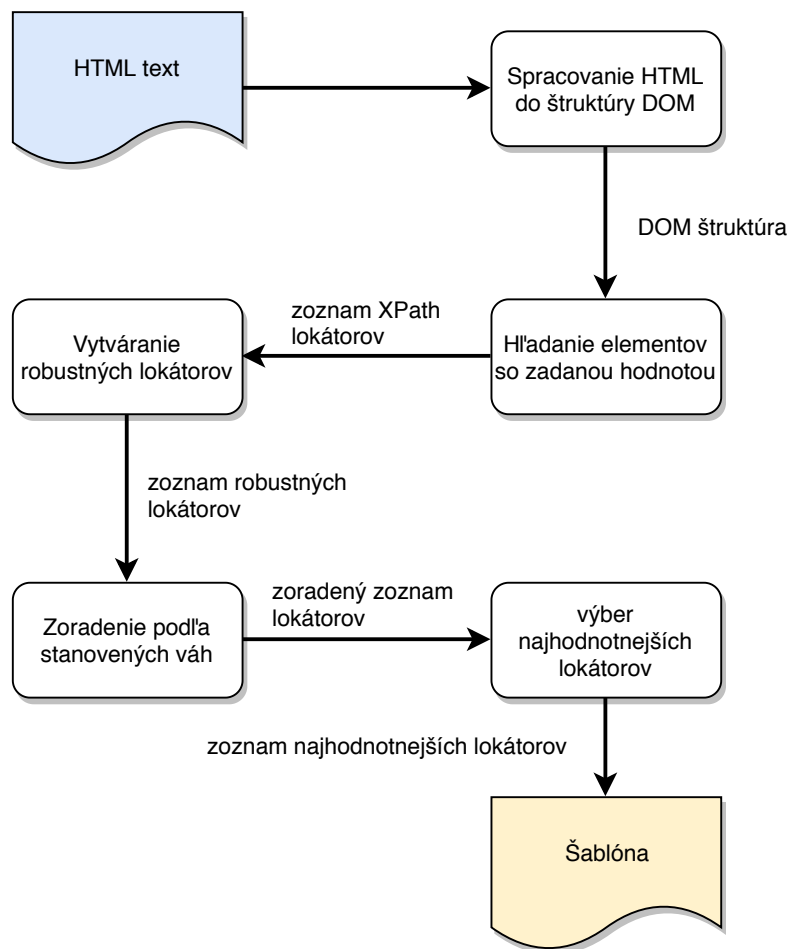 HTML text
Spracovanie HTML
do štruktúry DOM
DOM štruktúra
Hľadanie elementov
so zadanou hodnotou
zoznam XPath
lokátorov
Vytváranie
robustných lokátorov
zoznam robustných
lokátorov
Zoradenie podľa
stanovených váh
zoradený zoznam
lokátorov
výber
najhodnotnejších
lokátorov
zoznam najhodnotnejších lokátorov
Šablóna